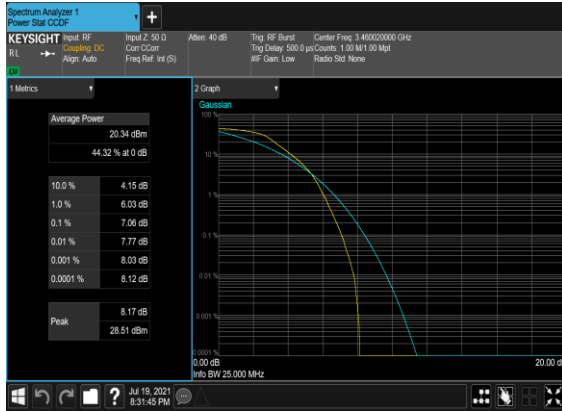 Spectrum Analyzer 1
Power Stat CCDF
+
KEYSIGHT
RL
LU
Input: RF
Coupling: DC
Align: Auto
Input Z: 50 Ω
Corr CCorr
Freq Ref: Int (S)
Atten: 40 dB
Trig: RF Burst
Trig Delay: 500.0 µs
#IF Gain: Low
Center Freq: 3.460020000 GHz
Counts: 1.00 M/1.00 Mpt
Radio Std: None
1 Metrics
Average Power
20.34 dBm
44.32 % at 0 dB
10.0 % 4.15 dB
1.0 % 6.03 dB
0.1 % 7.06 dB
0.01 % 7.77 dB
0.001 % 8.03 dB
0.0001 % 8.12 dB
Peak
8.17 dB
28.51 dBm
2 Graph
Gaussian
100 %
10 %
1 %
0.1 %
0.01 %
0.001 %
0.0001 %
0.00 dB
20.00 d
Info BW 25.000 MHz
?
Jul 19, 2021
8:31:45 PM